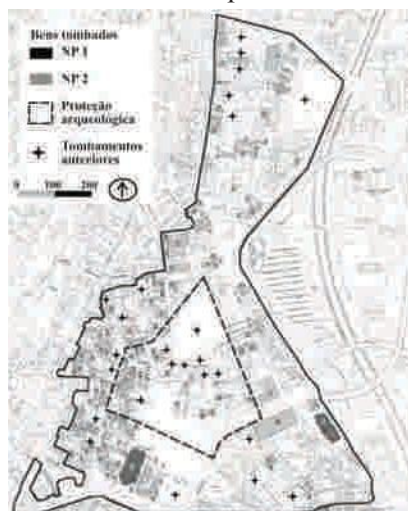 Bens tombados
NP 1
NP 2
Proteção
arqueológica
Tombamentos
anteriores
0 100 200